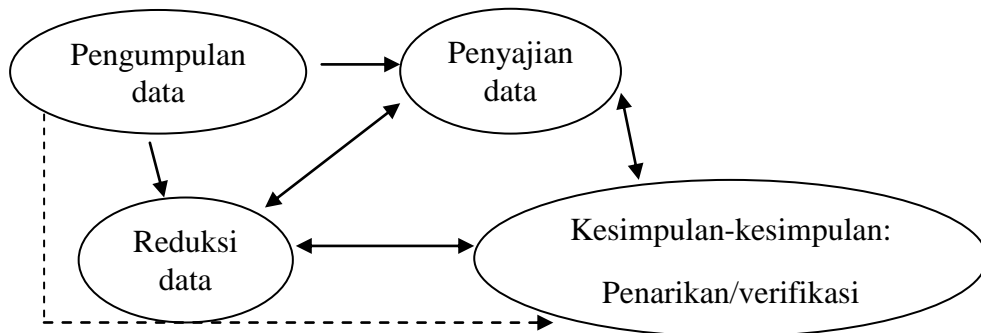 Pengumpulan
data
Penyajian
data
Reduksi
data
Kesimpulan-kesimpulan:
Penarikan/verifikasi